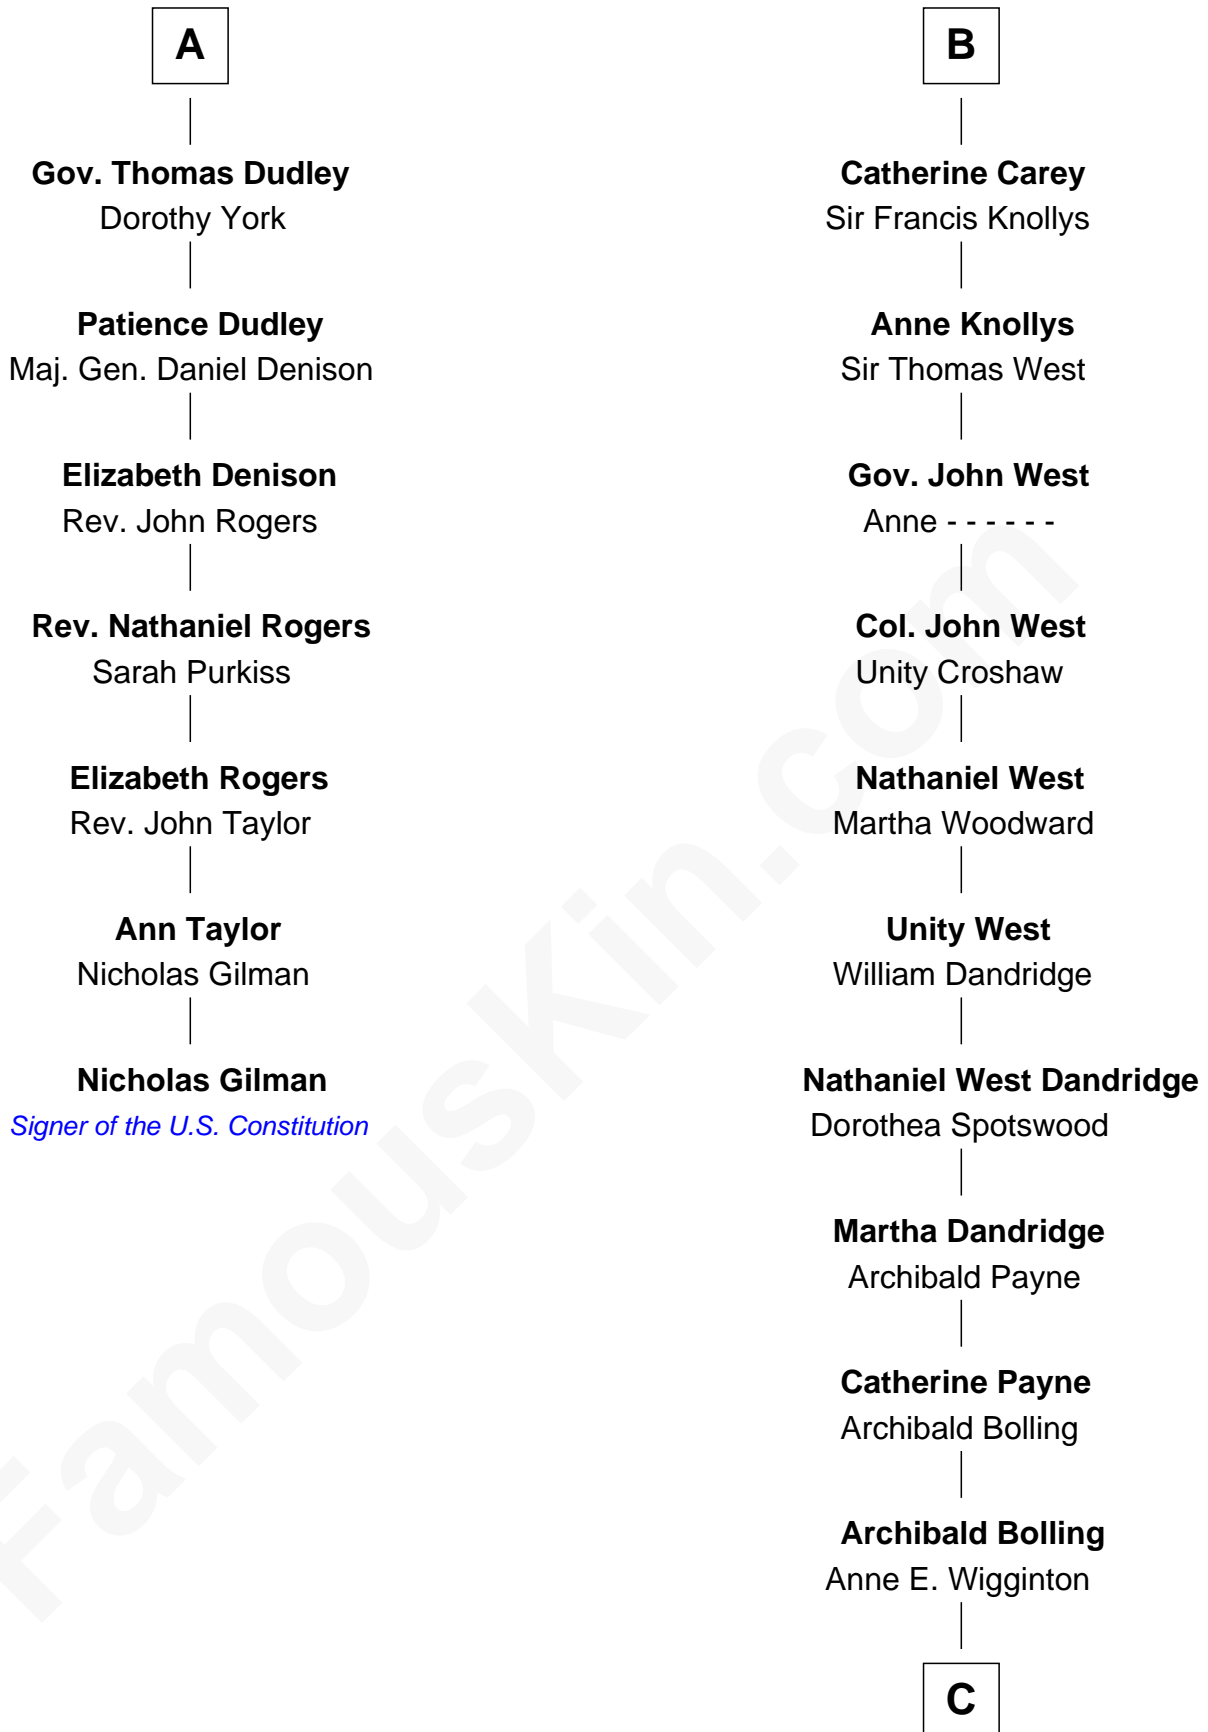 A
Gov. Thomas Dudley
Dorothy York
Patience Dudley
Maj. Gen. Daniel Denison
Elizabeth Denison
Rev. John Rogers
Rev. Nathaniel Rogers
Sarah Purkiss
Elizabeth Rogers
Rev. John Taylor
Ann Taylor
Nicholas Gilman
Nicholas Gilman
Signer of the U.S. Constitution
B
Catherine Carey
Sir Francis Knollys
Anne Knollys
Sir Thomas West
Gov. John West
Anne - - - - - -
Col. John West
Unity Croshaw
Nathaniel West
Martha Woodward
Unity West
William Dandridge
Nathaniel West Dandridge
Dorothea Spotswood
Martha Dandridge
Archibald Payne
Catherine Payne
Archibald Bolling
Archibald Bolling
Anne E. Wigginton
C
FamousKin.com